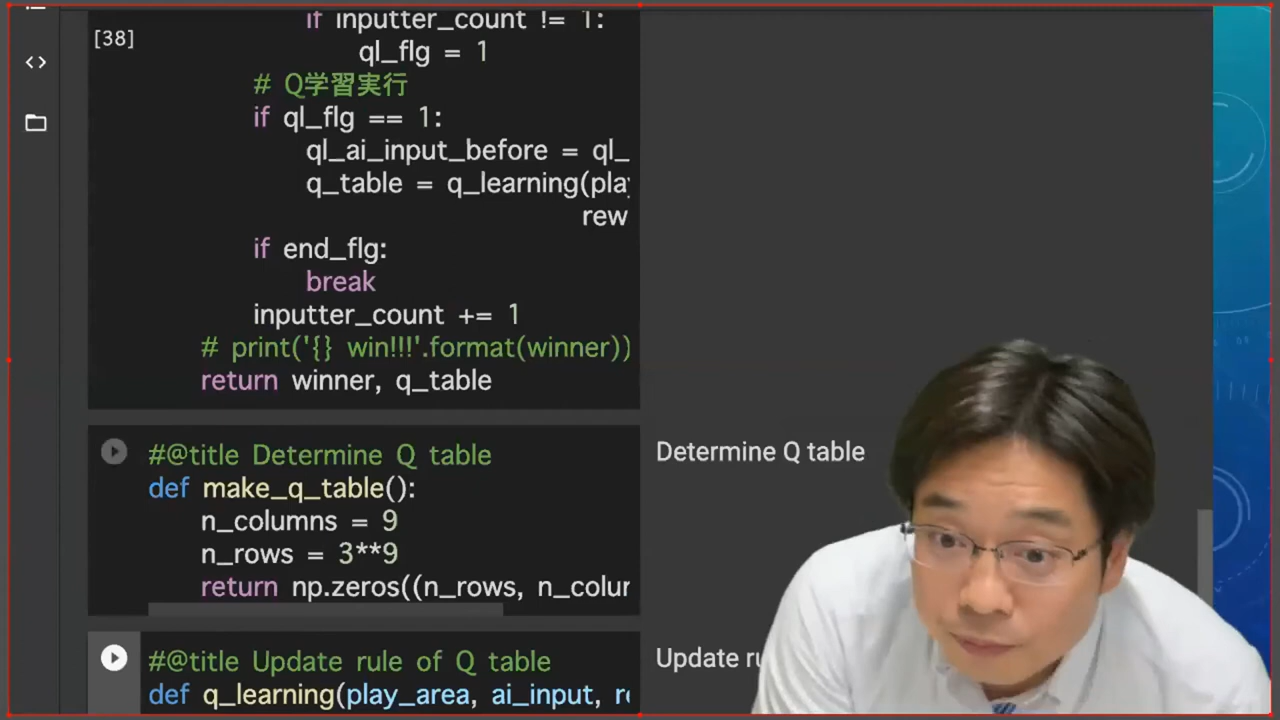 if inputter_count != 1:
[38]
ql_flg = 1
# Q学習実行
if ql_flg == 1:
ql_ai_input_before = ql_
q_table = q_learning(play
rew
if end_flg:
break
inputter_count += 1
# print('{} win!!!'.format(winner))
return winner, q_table
#@title Determine Q table
def make_q_table():
n_columns = 9
n_rows = 3**9
return np.zeros((n_rows, n_colum
Determine Q table
#@title Update rule of Q table
def q_learning(play_area, ai_input, re
Update ru